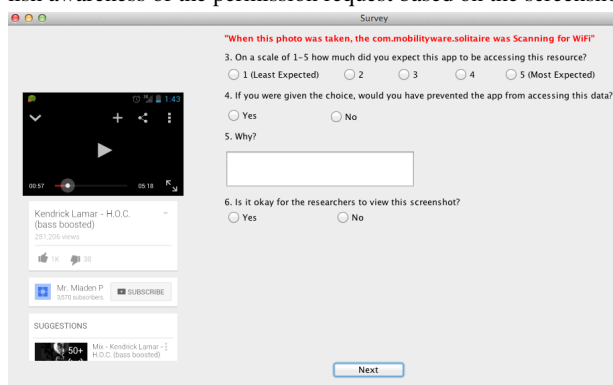 Survey
"When this photo was taken, the com.mobilityware.solitaire was Scanning for WiFi"
3. On a scale of 1-5 how much did you expect this app to be accessing this resource?
1 (Least Expected) 2 3 4 5 (Most Expected)
4. If you were given the choice, would you have prevented the app from accessing this data?
Yes No
5. Why?
6. Is it okay for the researchers to view this screenshot?
Yes No
Next
1:43
00:57 05:18
Kendrick Lamar - H.O.C.
(bass boosted)
281,206 views
1K 38
Mr. Mladen P
3,570 subscribers
SUBSCRIBE
SUGGESTIONS
50+
Mix - Kendrick Lamar -
H.O.C. (bass boosted)